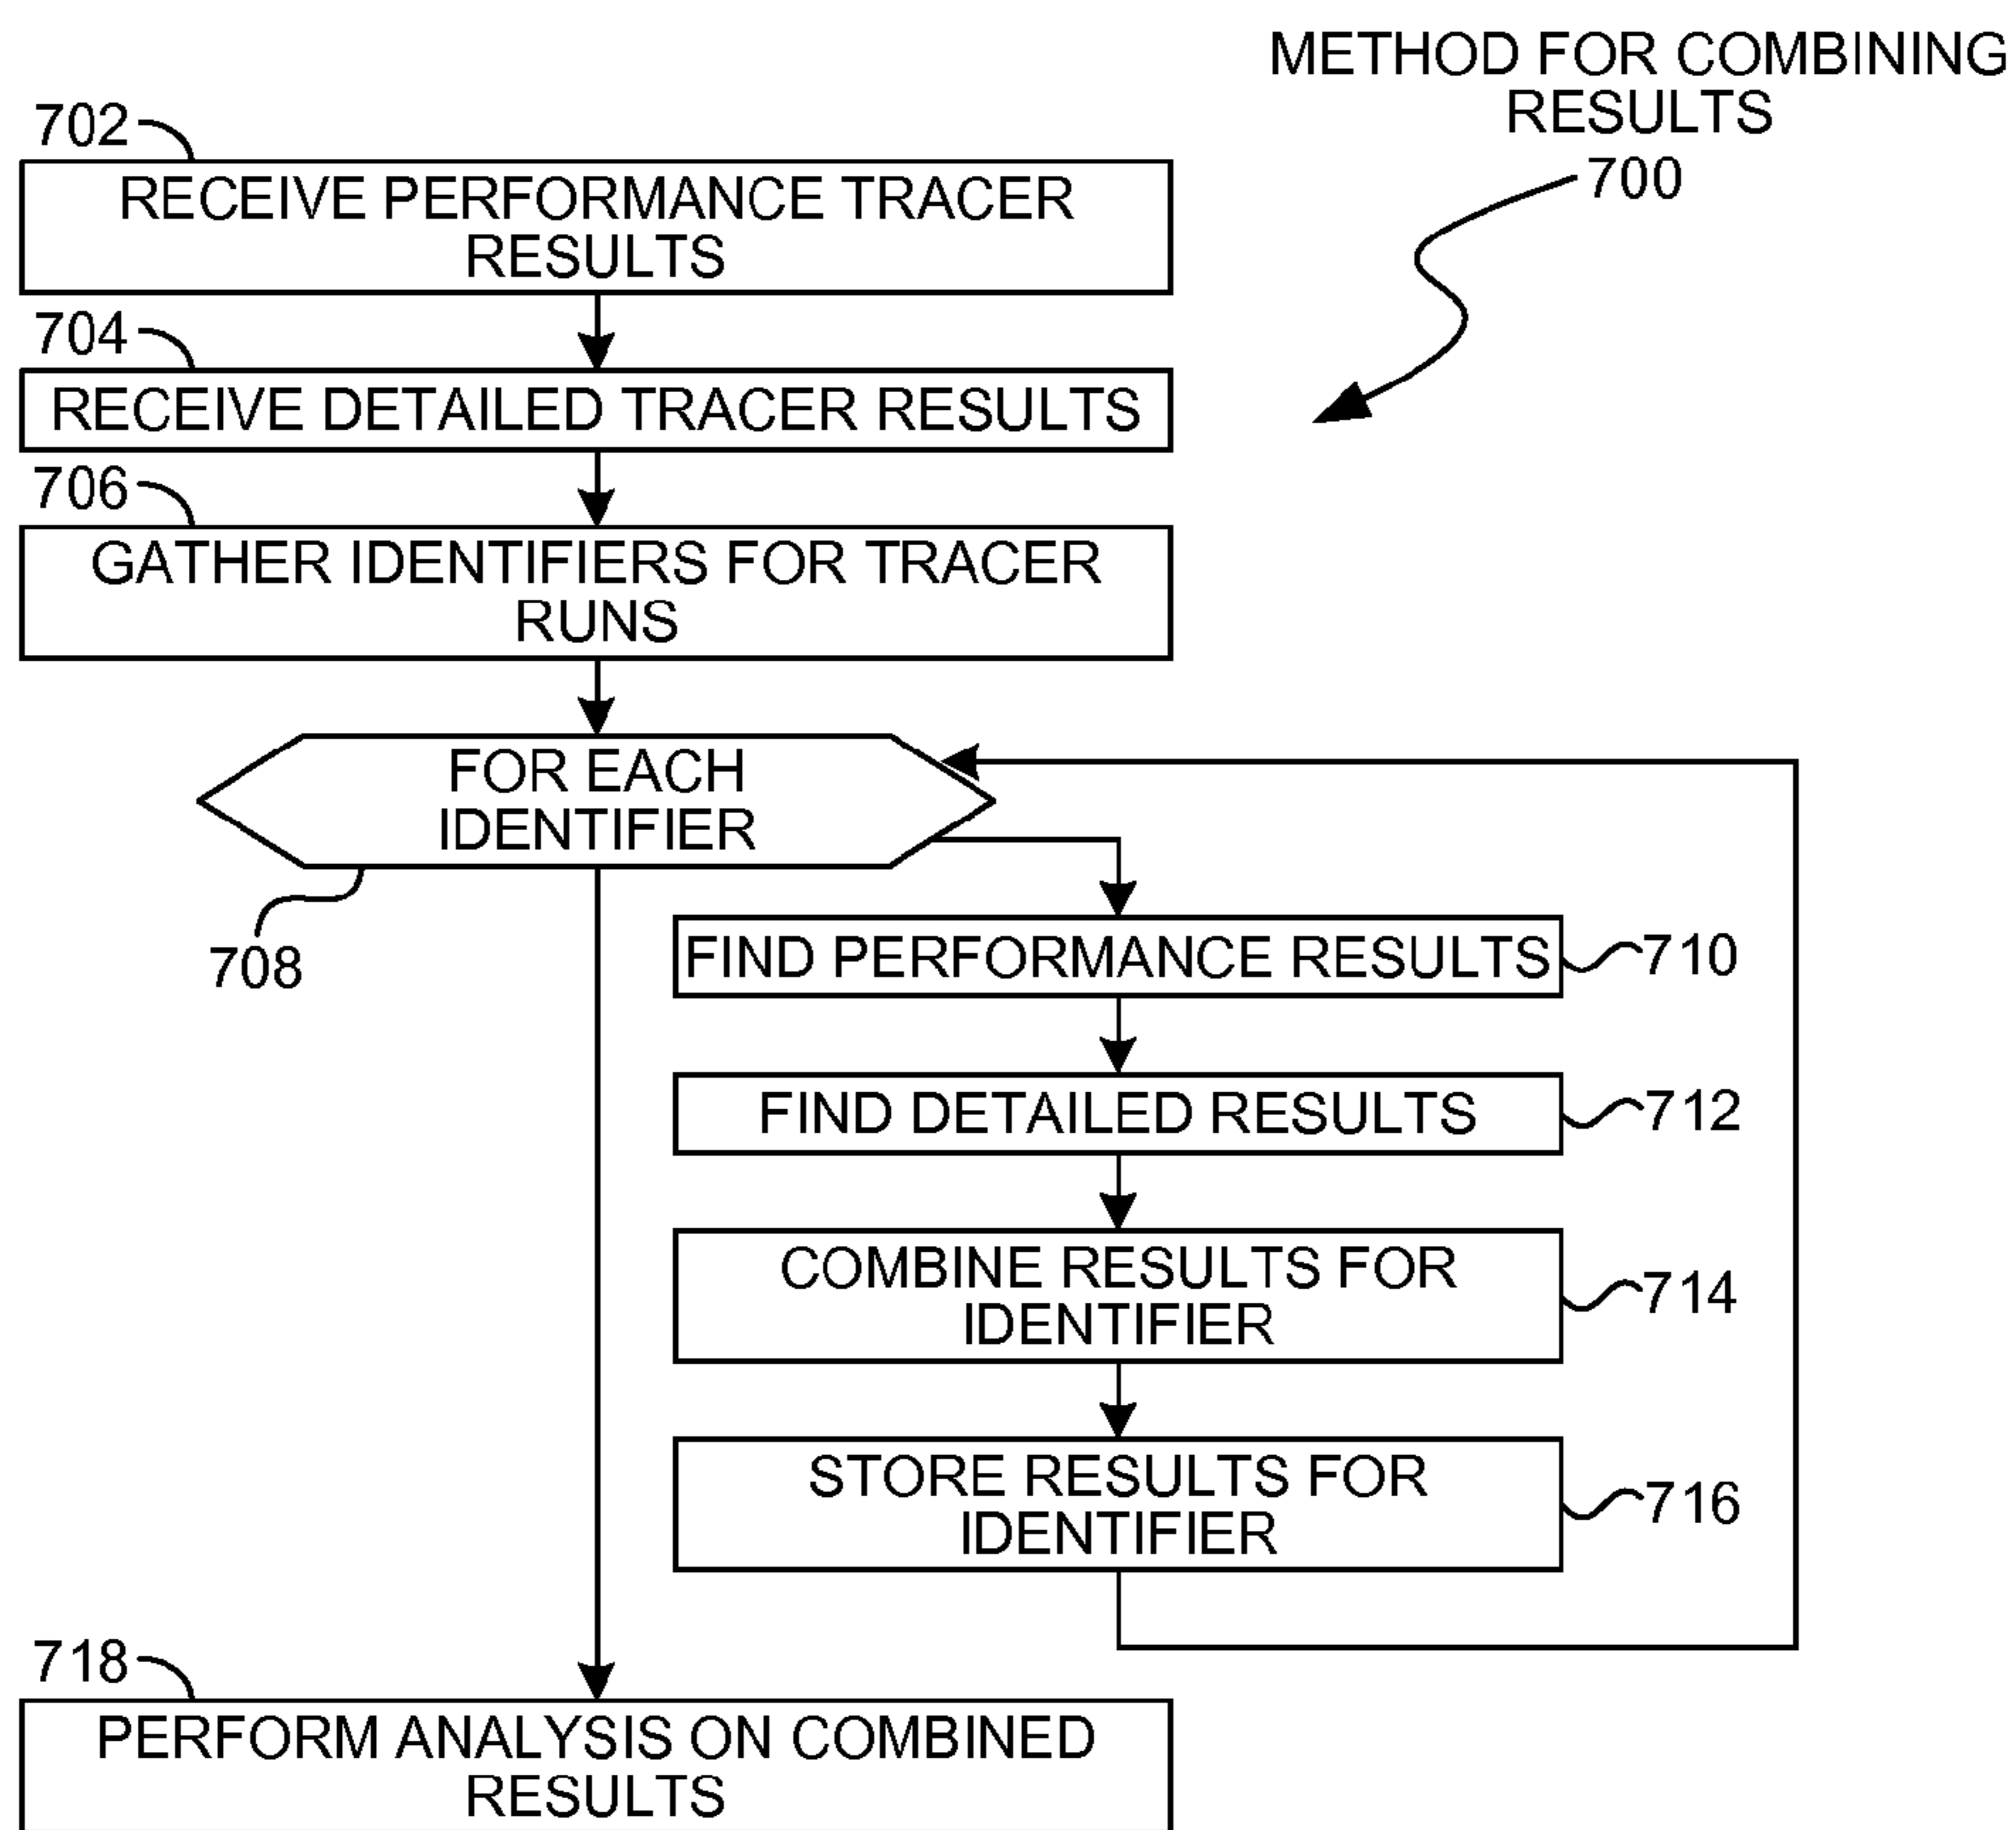 METHOD FOR COMBINING
RESULTS
700
702
RECEIVE PERFORMANCE TRACER
RESULTS
704
RECEIVE DETAILED TRACER RESULTS
706
GATHER IDENTIFIERS FOR TRACER
RUNS
FOR EACH
IDENTIFIER
708
FIND PERFORMANCE RESULTS
710
FIND DETAILED RESULTS
712
COMBINE RESULTS FOR
IDENTIFIER
714
STORE RESULTS FOR
IDENTIFIER
716
718
PERFORM ANALYSIS ON COMBINED
RESULTS